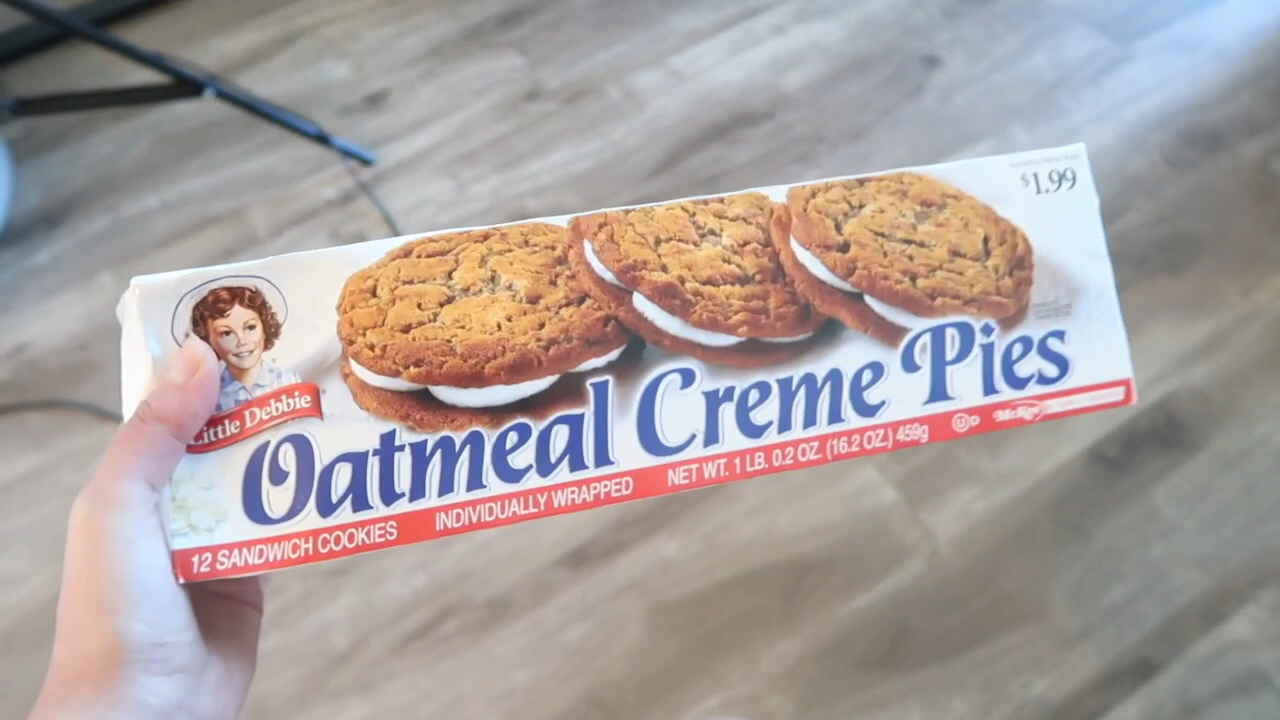 $1.99
Little Debbie
Oatmeal Creme Pies
12 SANDWICH COOKIES INDIVIDUALLY WRAPPED NET WT. 1 LB. 0.2 OZ. (16.2 OZ.) 459g U D McKee